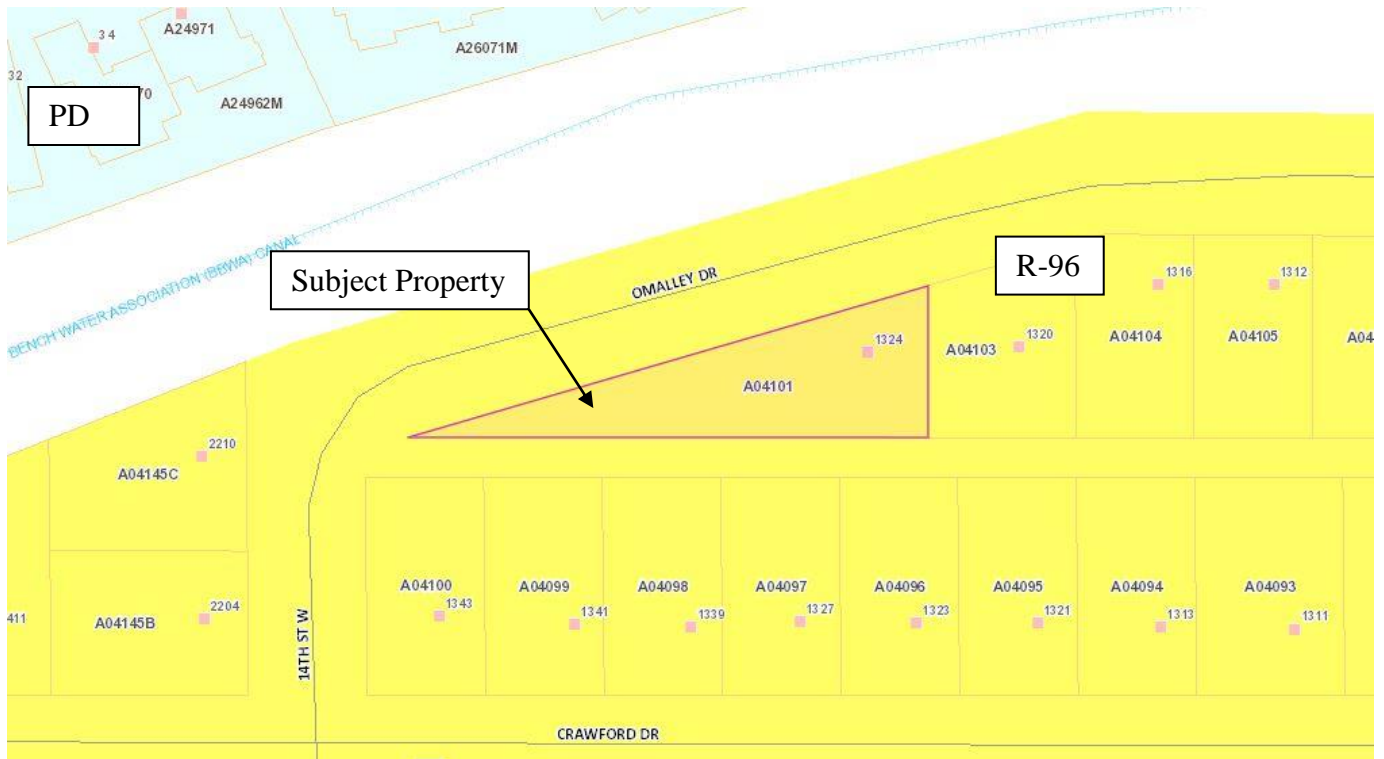 34
A24971
A26071M
32
70
A24962M
PD
BENCH WATER ASSOCIATION (BBWA) CANAL
Subject Property
OMALLEY DR
R-96
1316
1312
1324
1320
A04103
A04104
A04105
A04
A04101
2210
A04145C
A04100
A04099
A04098
A04097
A04096
A04095
A04094
A04093
1343
1341
1339
1327
1323
1321
1313
1311
411
A04145B
2204
14TH ST W
CRAWFORD DR